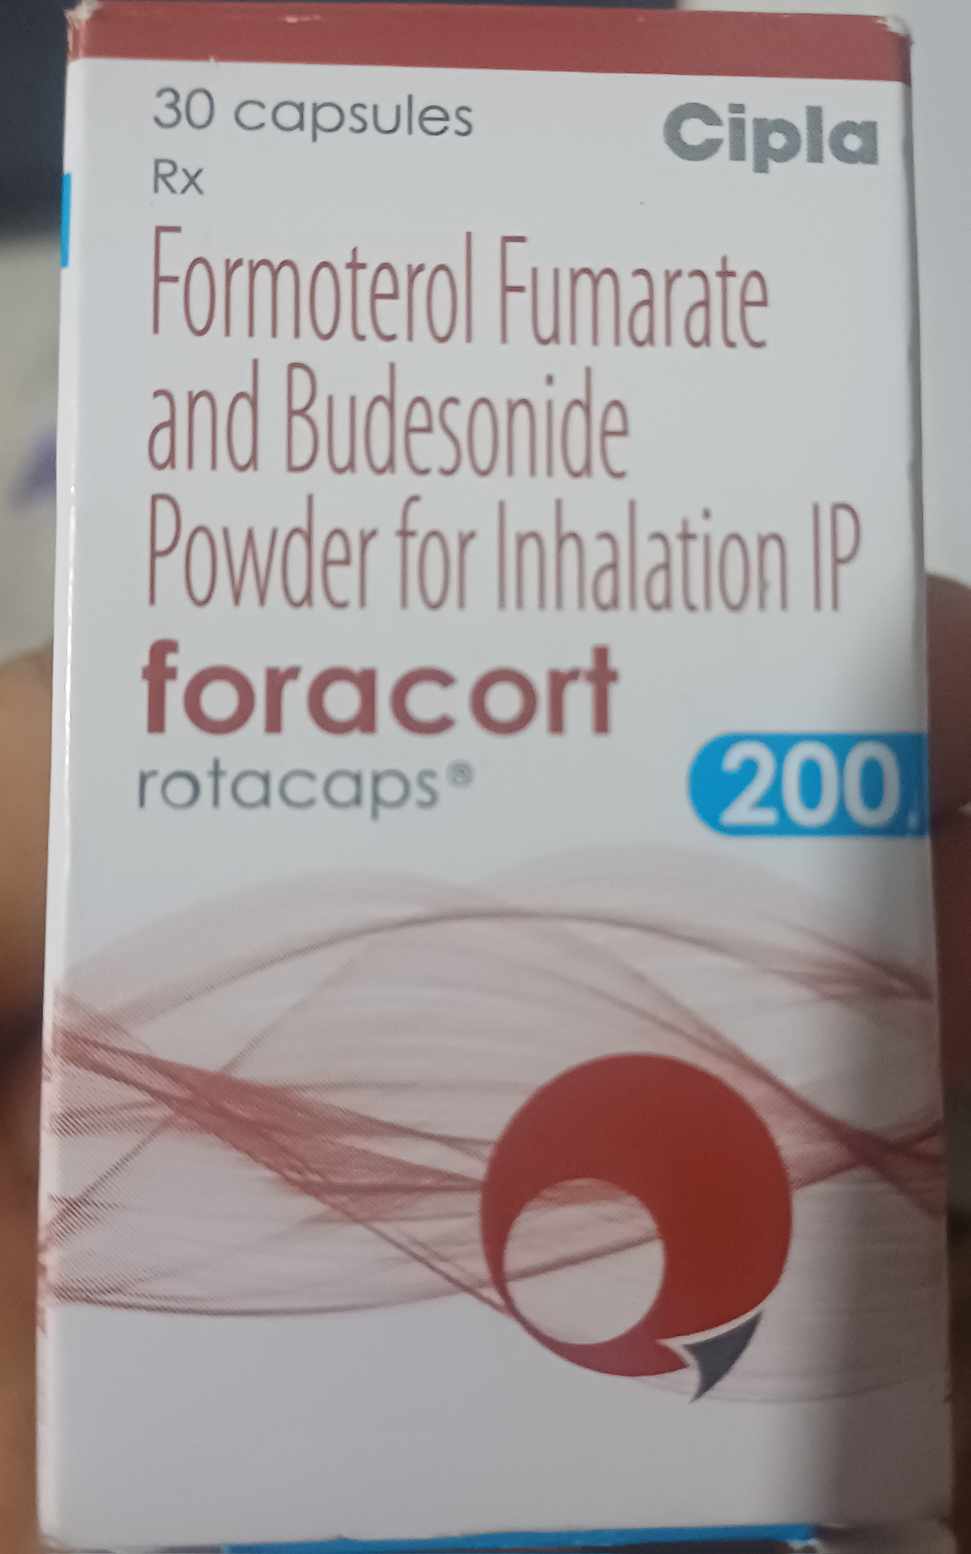 30 capsules
Cipla
Rx
Formoterol Fumarate
and Budesonide
Powder for Inhalation IP
foracort
rotacaps®
200